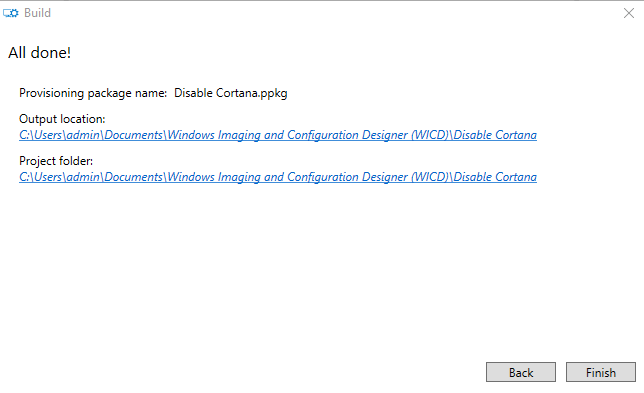 Build
All done!
Provisioning package name: Disable Cortana.ppkg
Output location:
C:\Users\admin\Documents\Windows Imaging and Configuration Designer (WICD)\Disable Cortana
Project folder:
C:\Users\admin\Documents\Windows Imaging and Configuration Designer (WICD)\Disable Cortana
Back Finish